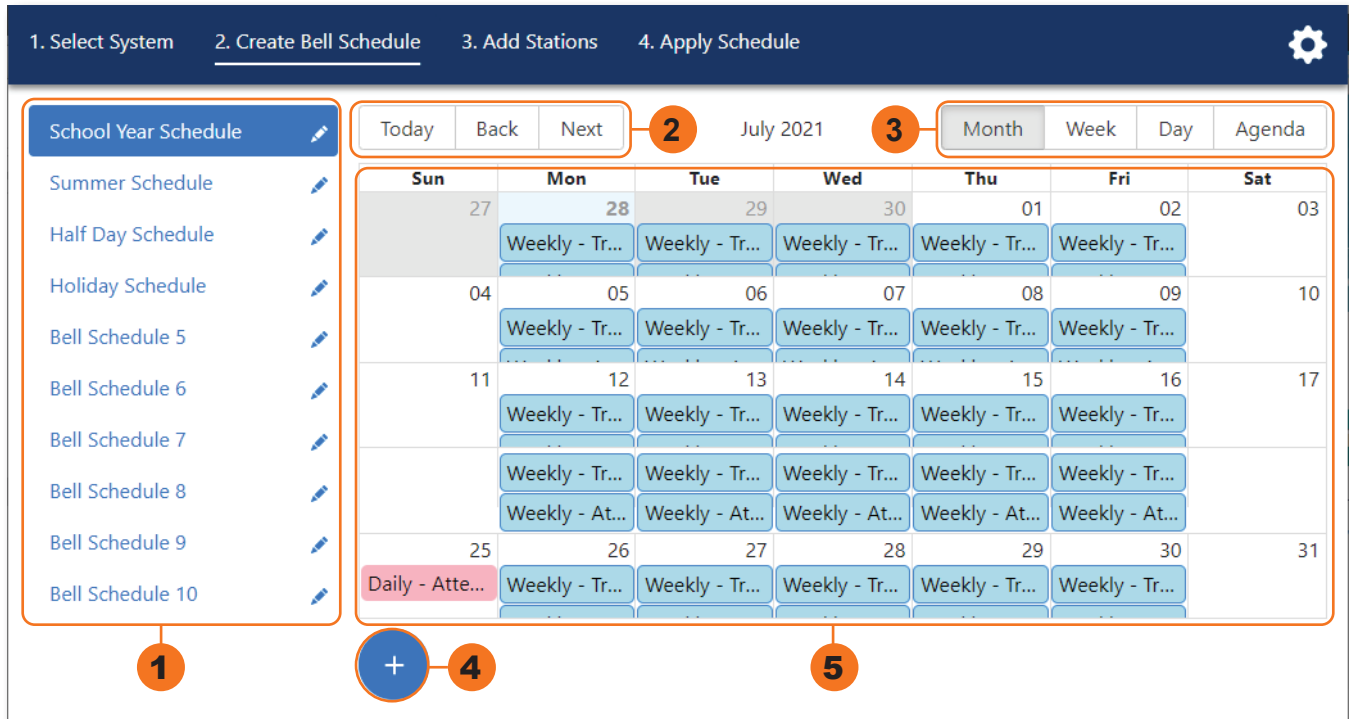 1. Select System 2. Create Bell Schedule 3. Add Stations 4. Apply Schedule
School Year Schedule
Summer Schedule
Half Day Schedule
Holiday Schedule
Bell Schedule 5
Bell Schedule 6
Bell Schedule 7
Bell Schedule 8
Bell Schedule 9
Bell Schedule 10
1
Today Back Next 2 July 2021 3 Month Week Day Agenda
Sun Mon Tue Wed Thu Fri Sat
27 28 29 30 01 02 03
Weekly - Tr... Weekly - Tr... Weekly - Tr... Weekly - Tr... Weekly - Tr...
04 05 06 07 08 09 10
Weekly - Tr... Weekly - Tr... Weekly - Tr... Weekly - Tr... Weekly - Tr...
11 12 13 14 15 16 17
Weekly - Tr... Weekly - Tr... Weekly - Tr... Weekly - Tr... Weekly - Tr...
Weekly - Tr... Weekly - Tr... Weekly - Tr... Weekly - Tr... Weekly - Tr...
Weekly - At... Weekly - At... Weekly - At... Weekly - At... Weekly - At...
25 26 27 28 29 30 31
Daily - Atte... Weekly - Tr... Weekly - Tr... Weekly - Tr... Weekly - Tr... Weekly - Tr...
+ 4 5